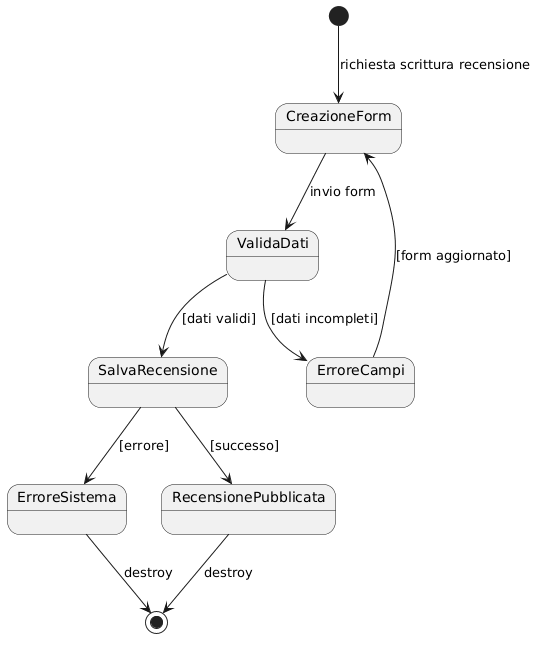 richiesta scrittura recensione
CreazioneForm
invio form
ValidaDati
[form aggiornato]
[dati validi]
[dati incompleti]
SalvaRecensione
ErroreCampi
[errore]
[successo]
ErroreSistema
RecensionePubblicata
destroy
destroy